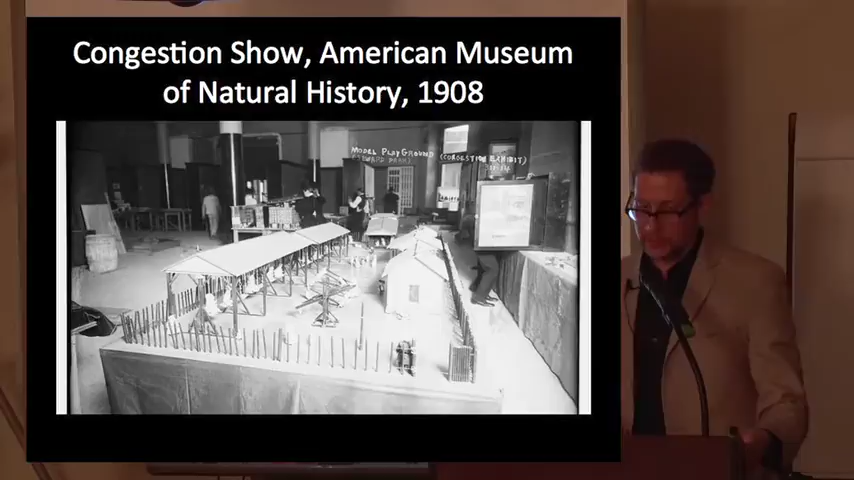 Congestion Show, American Museum
of Natural History, 1908
MODEL PLAYGROUND (CONGESTION EXHIBIT)